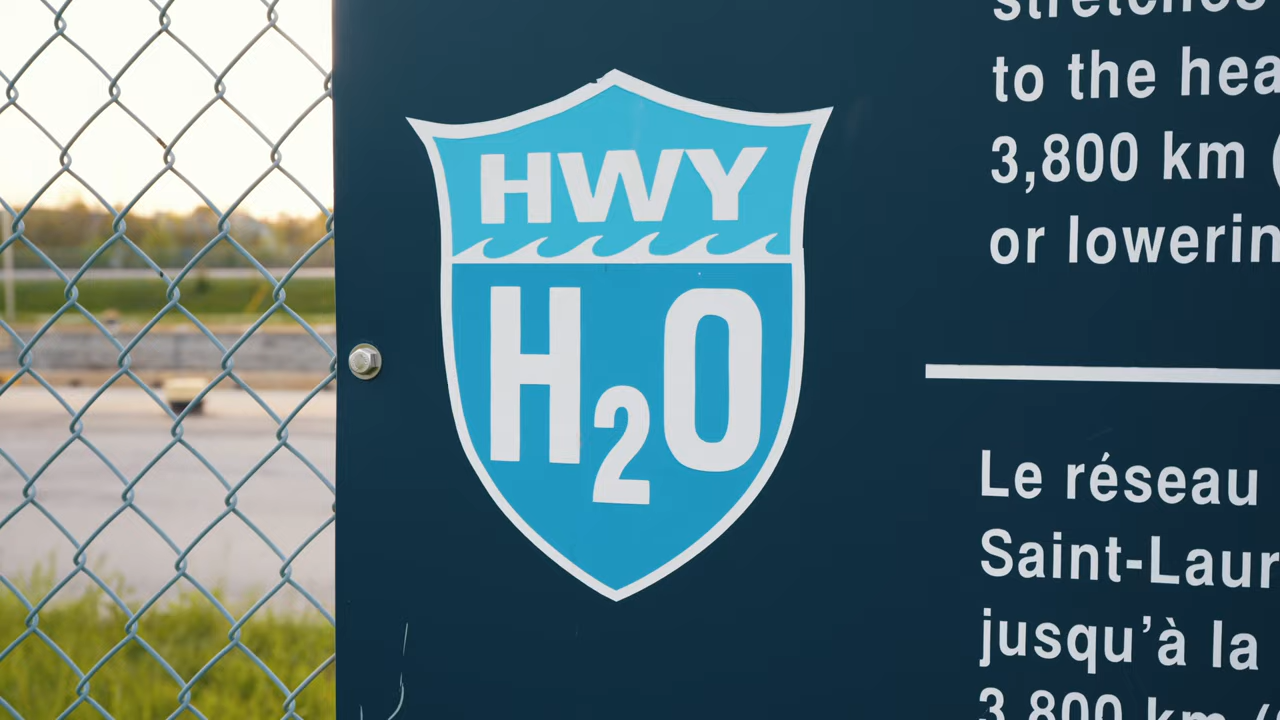 HWY
H2O
stretches
to the hea
3,800 km (
or lowerin
Le réseau
Saint-Laur
jusqu’à la
3 800 km (